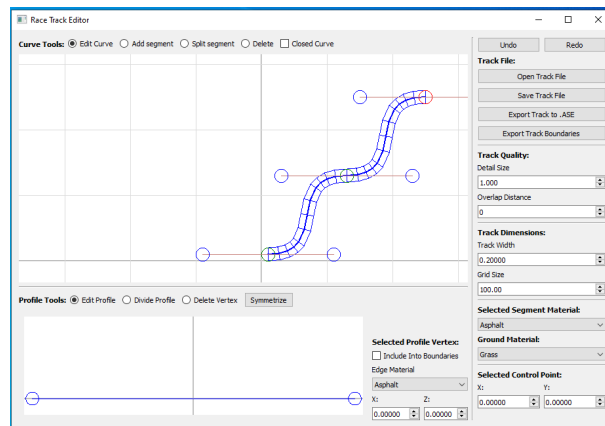 Race Track Editor
Curve Tools: Edit Curve Add segment Split segment Delete Closed Curve
Undo Redo
Track File:
Open Track File
Save Track File
Export Track to .ASE
Export Track Boundaries
Track Quality:
Detail Size
1.000
Overlap Distance
0
Track Dimensions:
Track Width
0.20000
Grid Size
100.00
Selected Segment Material:
Asphalt
Ground Material:
Grass
Selected Control Point:
X: Y:
0.00000 0.00000
Profile Tools: Edit Profile Divide Profile Delete Vertex Symmetrize
Selected Profile Vertex:
Include Into Boundaries
Edge Material
Asphalt
X: Z:
0.00000 0.00000